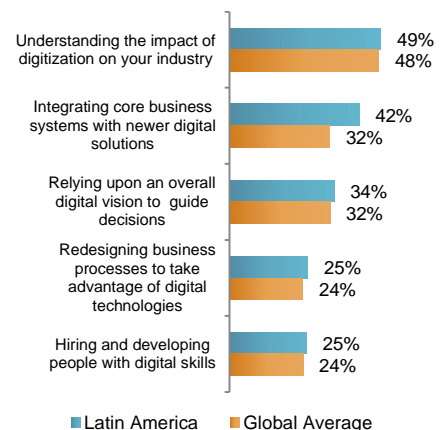 Understanding the impact of
digitization on your industry
49%
48%
Integrating core business
systems with newer digital
solutions
42%
32%
Relying upon an overall
digital vision to guide
decisions
34%
32%
Redesigning business
processes to take
advantage of digital
technologies
25%
24%
Hiring and developing
people with digital skills
25%
24%
Latin America
Global Average